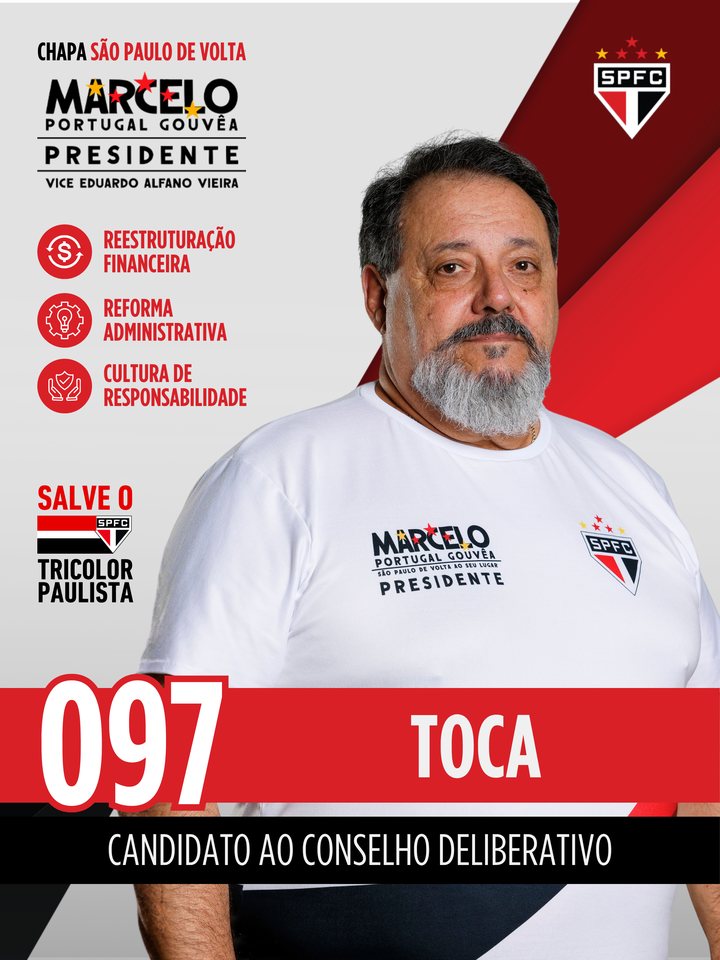 CHAPA SÃO PAULO DE VOLTA
MARCELO
PORTUGAL GOUVÊA
PRESIDENTE
VICE EDUARDO ALFANO VIEIRA
SPFC
$
REESTRUTURAÇÃO
FINANCEIRA
REFORMA
ADMINISTRATIVA
CULTURA DE
RESPONSABILIDADE
SALVE O
SPFC
TRICOLOR
PAULISTA
MARCELO
PORTUGAL GOUVÊA
SÃO PAULO DE VOLTA AO SEU LUGAR
PRESIDENTE
SPFC
097
TOCA
CANDIDATO AO CONSELHO DELIBERATIVO